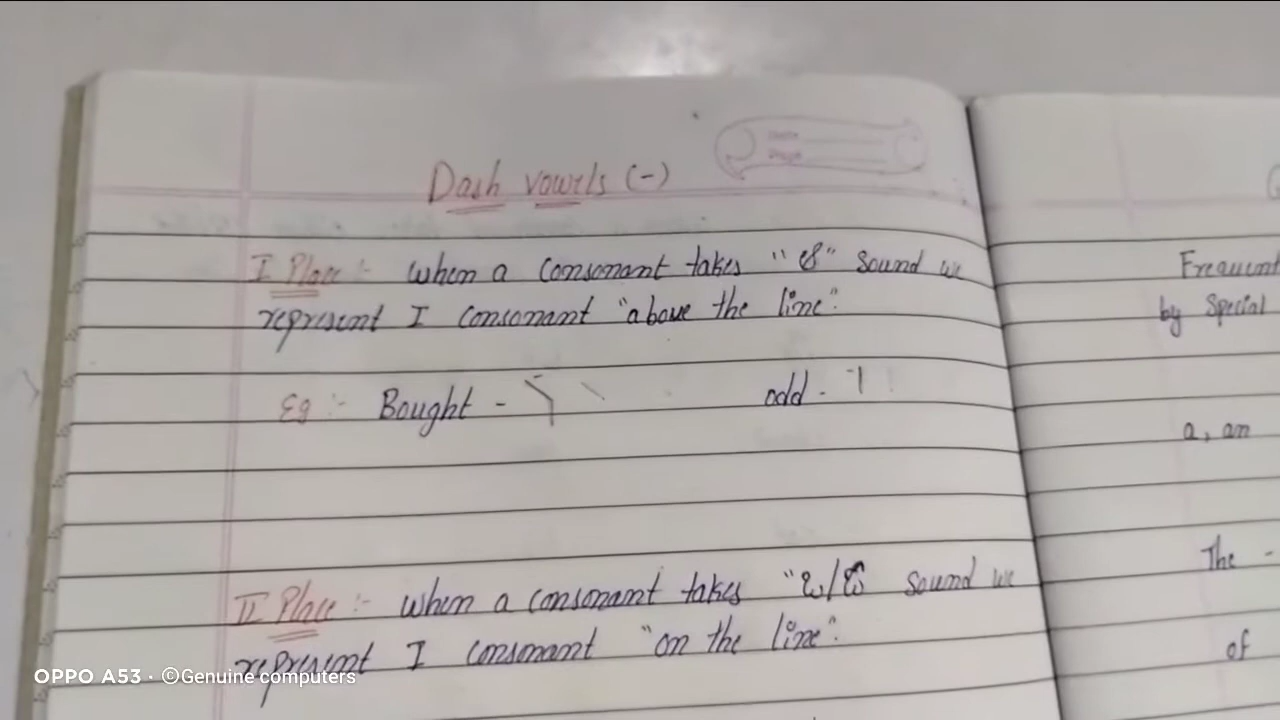 Dash vowels (-)
I Place :- when a consonant takes " " sound we
represent I consonant "above the line".
Eg :- Bought - odd -
II Place :- when a consonant takes " / sound we
represent I consonant "on the line".
Frequent
by Special
a, an
The -
of
OPPO A53 · ©Genuine computers